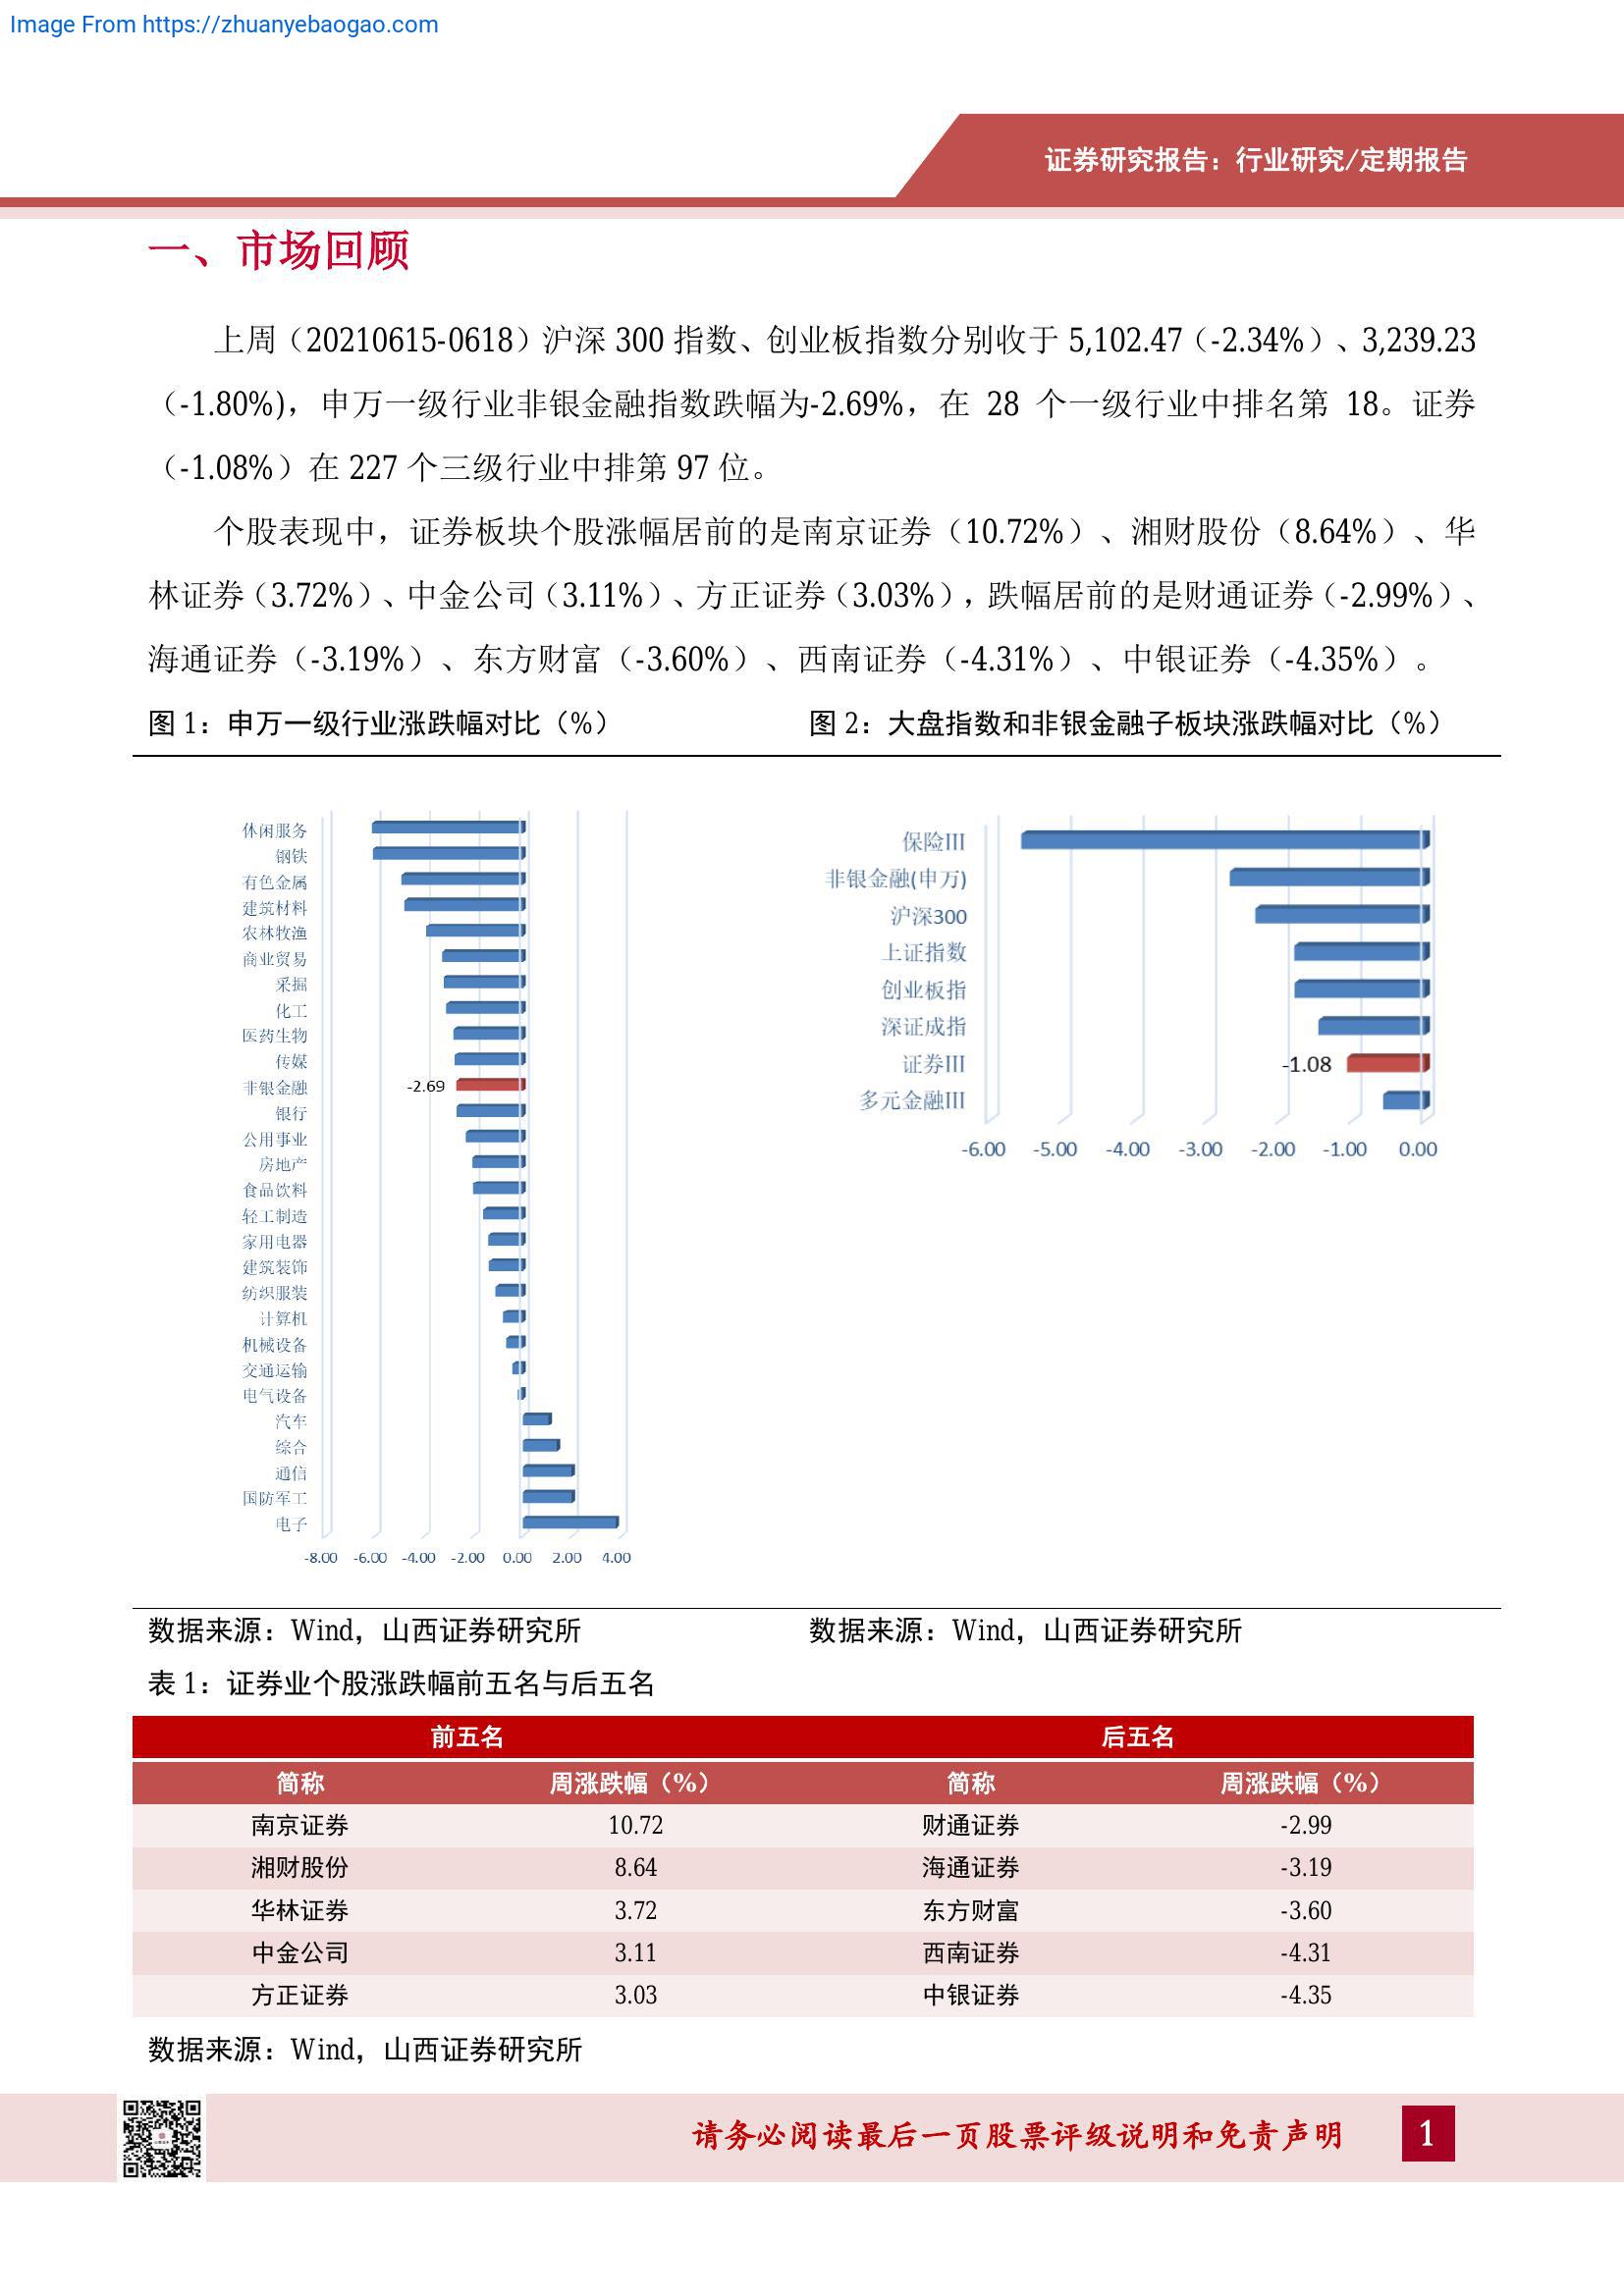 Image From https://zhuanyebaogao.com
证券研究报告：行业研究/定期报告
一、市场回顾
上周（20210615-0618）沪深 300 指数、创业板指数分别收于 5,102.47（-2.34%）、3,239.23
（-1.80%)，申万一级行业非银金融指数跌幅为-2.69%，在 28 个一级行业中排名第 18。证券
（-1.08%）在 227 个三级行业中排第 97 位。
个股表现中，证券板块个股涨幅居前的是南京证券（10.72%）、湘财股份（8.64%）、华
林证券（3.72%）、中金公司（3.11%）、方正证券（3.03%），跌幅居前的是财通证券（-2.99%）、
海通证券（-3.19%）、东方财富（-3.60%）、西南证券（-4.31%）、中银证券（-4.35%）。
图 1：申万一级行业涨跌幅对比（%）
休闲服务
钢铁
有色金属
建筑材料
农林牧渔
商业贸易
采掘
化工
医药生物
传媒
非银金融 -2.69
银行
公用事业
房地产
食品饮料
轻工制造
家用电器
建筑装饰
纺织服装
计算机
机械设备
交通运输
电气设备
汽车
综合
通信
国防军工
电子
-8.00 -6.00 -4.00 -2.00 0.00 2.00 4.00
图 2：大盘指数和非银金融子板块涨跌幅对比（%）
保险III
非银金融(申万)
沪深300
上证指数
创业板指
深证成指
证券III -1.08
多元金融III
-6.00 -5.00 -4.00 -3.00 -2.00 -1.00 0.00
数据来源：Wind，山西证券研究所 数据来源：Wind，山西证券研究所
表 1：证券业个股涨跌幅前五名与后五名
前五名 后五名
简称 周涨跌幅（%） 简称 周涨跌幅（%）
南京证券 10.72 财通证券 -2.99
湘财股份 8.64 海通证券 -3.19
华林证券 3.72 东方财富 -3.60
中金公司 3.11 西南证券 -4.31
方正证券 3.03 中银证券 -4.35
数据来源：Wind，山西证券研究所
请务必阅读最后一页股票评级说明和免责声明 1